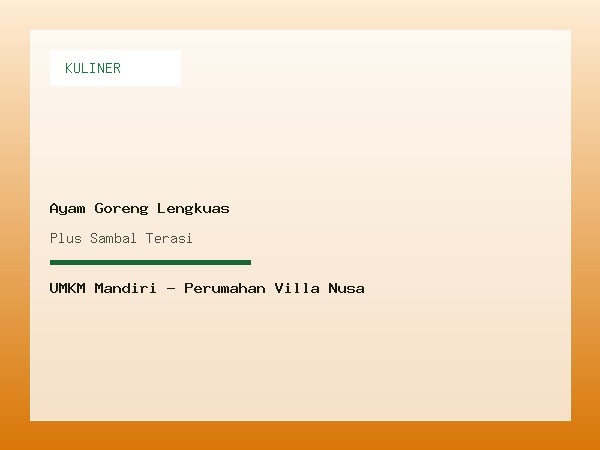 KULINER
Ayam Goreng Lengkuas
Plus Sambal Terasi
UMKM Mandiri – Perumahan Villa Nusa